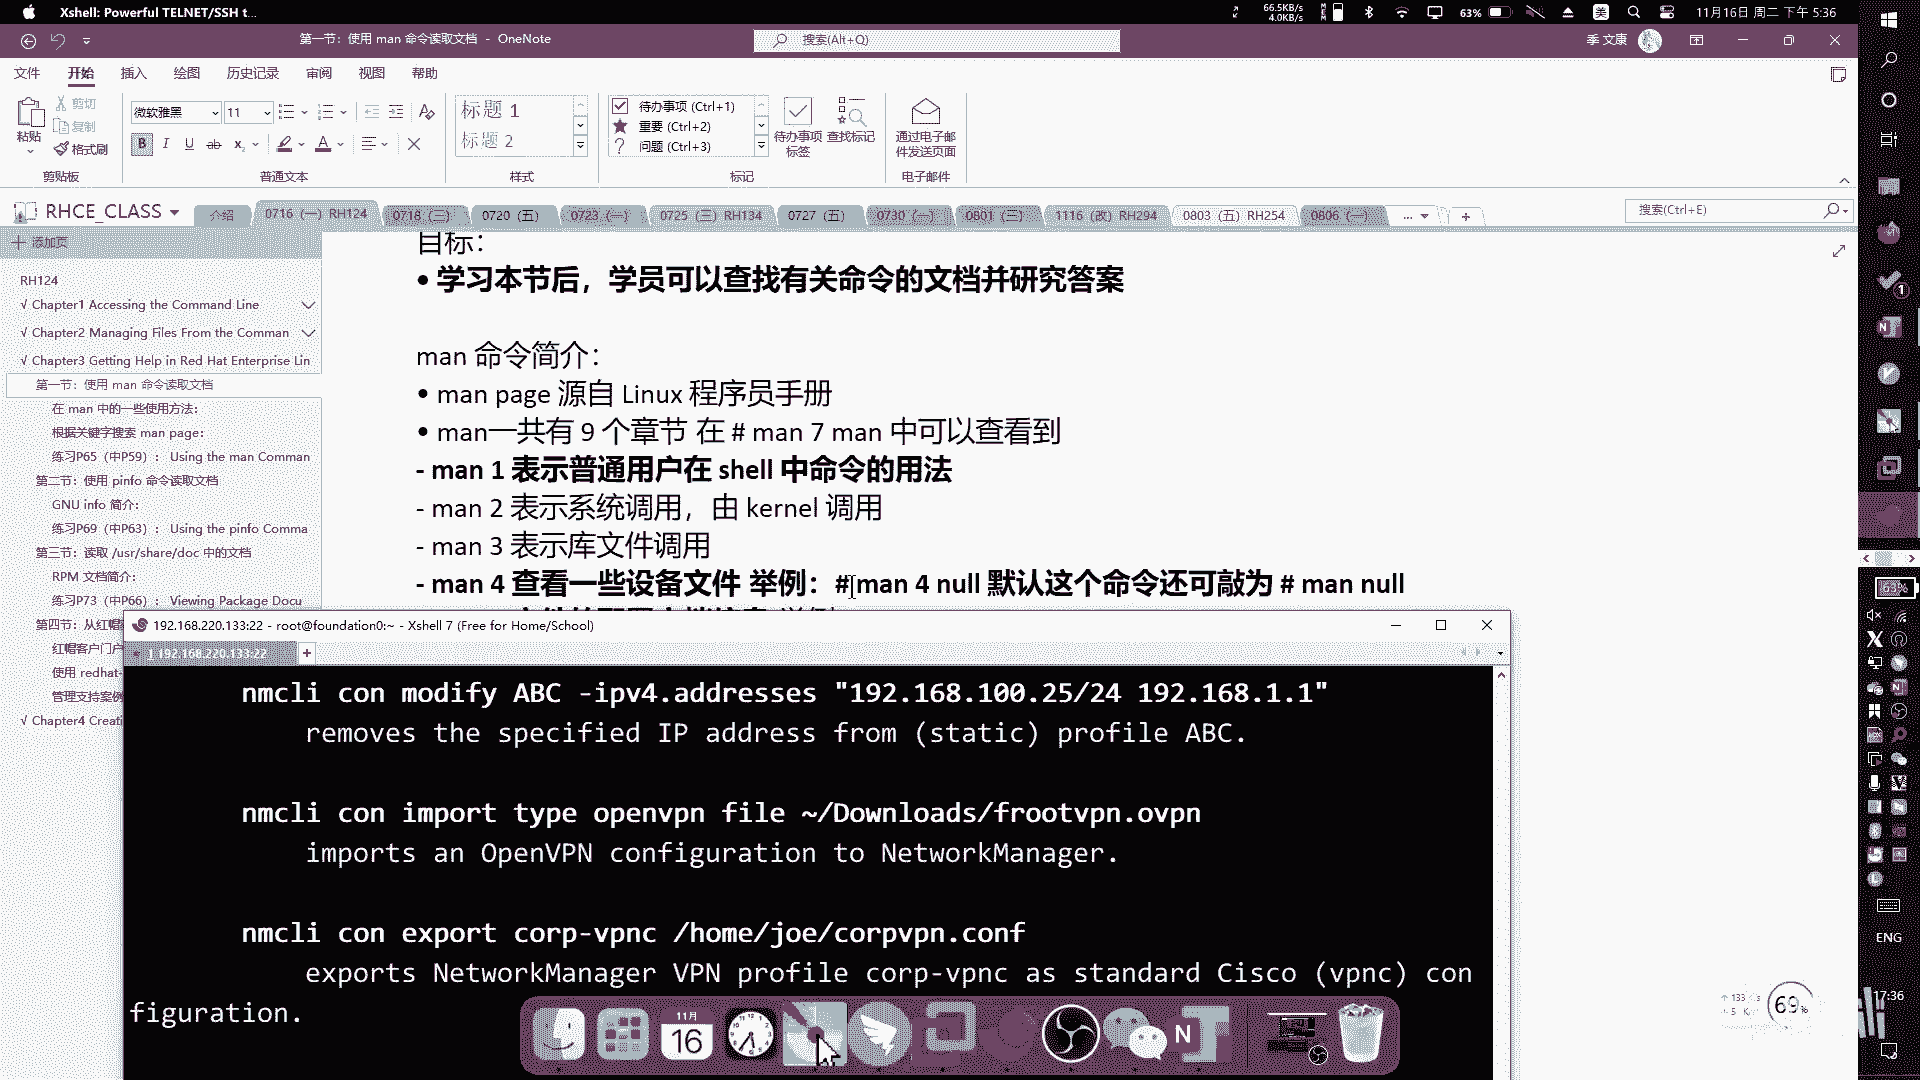 Xshell: Powerful TELNET/SSH t...
66.5KB/s
4.0KB/s
63%
美
11月16日 周二 下午 5:36
第一节：使用 man 命令读取文档 - OneNote
搜索(Alt+Q)
季 文康
文件 开始 插入 绘图 历史记录 审阅 视图 帮助
粘贴
剪切
复制
格式刷
剪贴板
微软雅黑 11
普通文本
标题 1
标题 2
样式
待办事项 (Ctrl+1)
重要 (Ctrl+2)
问题 (Ctrl+3)
待办事项标签
查找标记
标记
通过电子邮件发送页面
电子邮件
RHCE_CLASS
介绍 0716（一）RH124 0718（三） 0720（五） 0723（一） 0725（三）RH134 0727（五） 0730（一） 0801（三） 1116（改）RH294 0803（五）RH254 0806（一） ...
搜索(Ctrl+E)
添加页
RH124
√ Chapter1 Accessing the Command Line
√ Chapter2 Managing Files From the Comman
√ Chapter3 Getting Help in Red Hat Enterprise Lin
第一节：使用 man 命令读取文档
在 man 中的一些使用方法：
根据关键字搜索 man page：
练习P65（中P59）： Using the man Comman
第二节：使用 pinfo 命令读取文档
GNU info 简介：
练习P69（中P63）： Using the pinfo Comma
第三节：读取 /usr/share/doc 中的文档
RPM 文档简介：
练习P73（中P66）： Viewing Package Docu
第四节：从红帽
红帽客户门户
使用 redhat-
管理支持案例
√ Chapter4 Creati
目标：
• 学习本节后，学员可以查找有关命令的文档并研究答案
man 命令简介：
• man page 源自 Linux 程序员手册
• man一共有 9 个章节 在 # man 7 man 中可以查看到
- man 1 表示普通用户在 shell 中命令的用法
- man 2 表示系统调用，由 kernel 调用
- man 3 表示库文件调用
- man 4 查看一些设备文件 举例：# man 4 null 默认这个命令还可敲为 # man null
192.168.220.133:22 - root@foundation0:~ - Xshell 7 (Free for Home/School)
1 192.168.220.133:22
nmcli con modify ABC -ipv4.addresses "192.168.100.25/24 192.168.1.1"
removes the specified IP address from (static) profile ABC.
nmcli con import type openvpn file ~/Downloads/frootvpn.ovpn
imports an OpenVPN configuration to NetworkManager.
nmcli con export corp-vpnc /home/joe/corpvpn.conf
exports NetworkManager VPN profile corp-vpnc as standard Cisco (vpnc) con
figuration.
11月
16
63%
ENG
17:36
69%